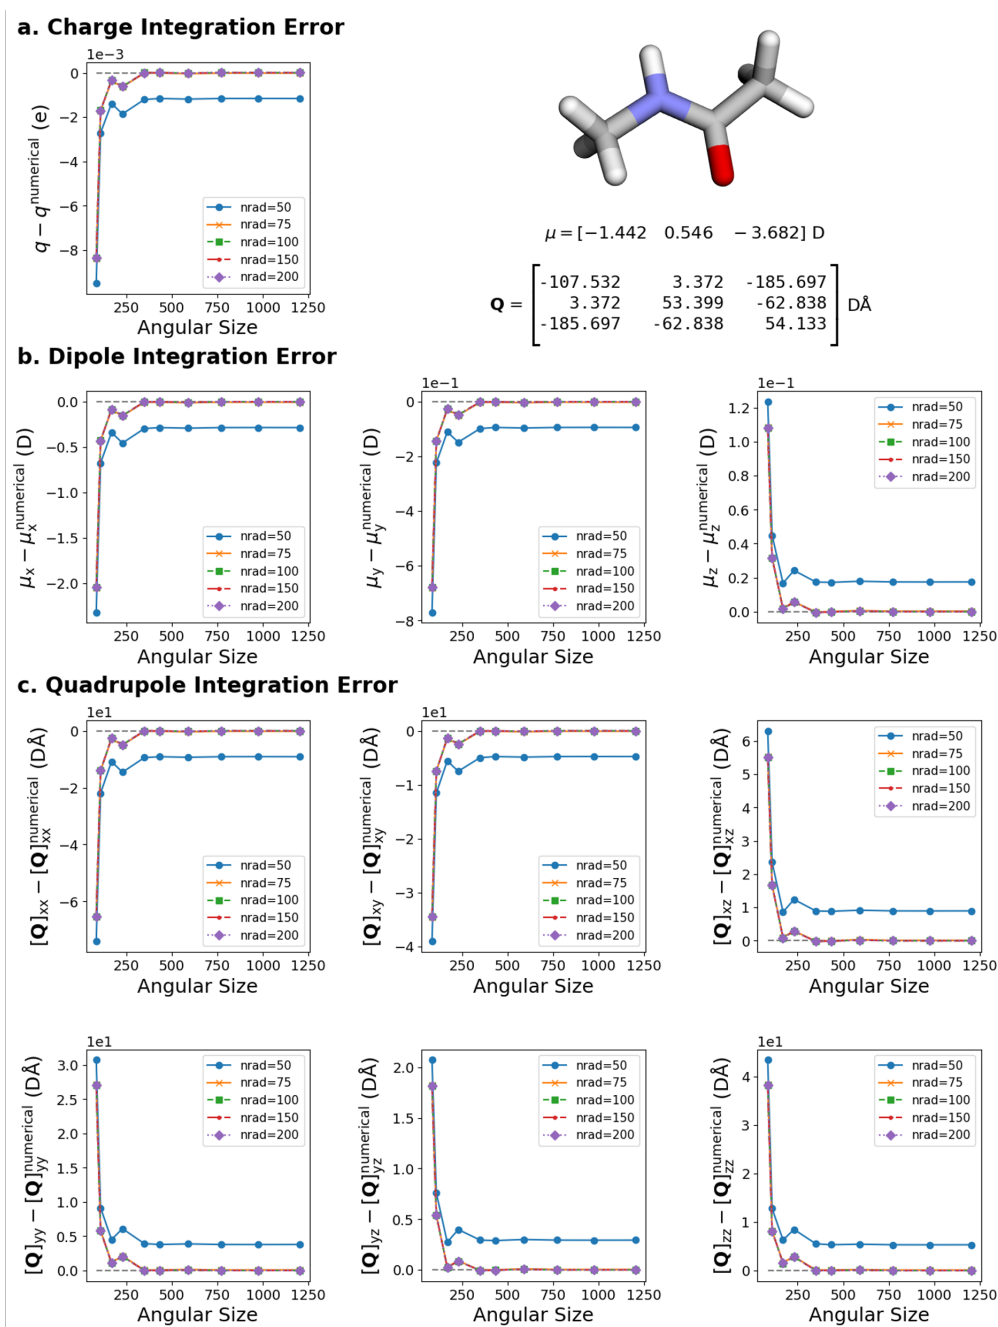 a. Charge Integration Error
1e−3
0
−2
−4
−6
−8
q − q^numerical (e)
nrad=50
nrad=75
nrad=100
nrad=150
nrad=200
250 500 750 1000 1250
Angular Size
μ = [−1.442 0.546 − 3.682] D
Q =
-107.532 3.372 -185.697
3.372 53.399 -62.838
-185.697 -62.838 54.133
DÅ
b. Dipole Integration Error
0.0
−0.5
−1.0
−1.5
−2.0
μx − μx^numerical (D)
nrad=50
nrad=75
nrad=100
nrad=150
nrad=200
250 500 750 1000 1250
Angular Size
1e−1
0
−2
−4
−6
−8
μy − μy^numerical (D)
nrad=50
nrad=75
nrad=100
nrad=150
nrad=200
250 500 750 1000 1250
Angular Size
1e−1
1.2
1.0
0.8
0.6
0.4
0.2
0.0
μz − μz^numerical (D)
nrad=50
nrad=75
nrad=100
nrad=150
nrad=200
250 500 750 1000 1250
Angular Size
c. Quadrupole Integration Error
1e1
0
−2
−4
−6
[Q]xx − [Q]xx^numerical (DÅ)
nrad=50
nrad=75
nrad=100
nrad=150
nrad=200
250 500 750 1000 1250
Angular Size
1e1
0
−1
−2
−3
−4
[Q]xy − [Q]xy^numerical (DÅ)
nrad=50
nrad=75
nrad=100
nrad=150
nrad=200
250 500 750 1000 1250
Angular Size
6
5
4
3
2
1
0
[Q]xz − [Q]xz^numerical (DÅ)
nrad=50
nrad=75
nrad=100
nrad=150
nrad=200
250 500 750 1000 1250
Angular Size
1e1
3.0
2.5
2.0
1.5
1.0
0.5
0.0
[Q]yy − [Q]yy^numerical (DÅ)
nrad=50
nrad=75
nrad=100
nrad=150
nrad=200
250 500 750 1000 1250
Angular Size
2.0
1.5
1.0
0.5
0.0
[Q]yz − [Q]yz^numerical (DÅ)
nrad=50
nrad=75
nrad=100
nrad=150
nrad=200
250 500 750 1000 1250
Angular Size
1e1
4
3
2
1
0
[Q]zz − [Q]zz^numerical (DÅ)
nrad=50
nrad=75
nrad=100
nrad=150
nrad=200
250 500 750 1000 1250
Angular Size